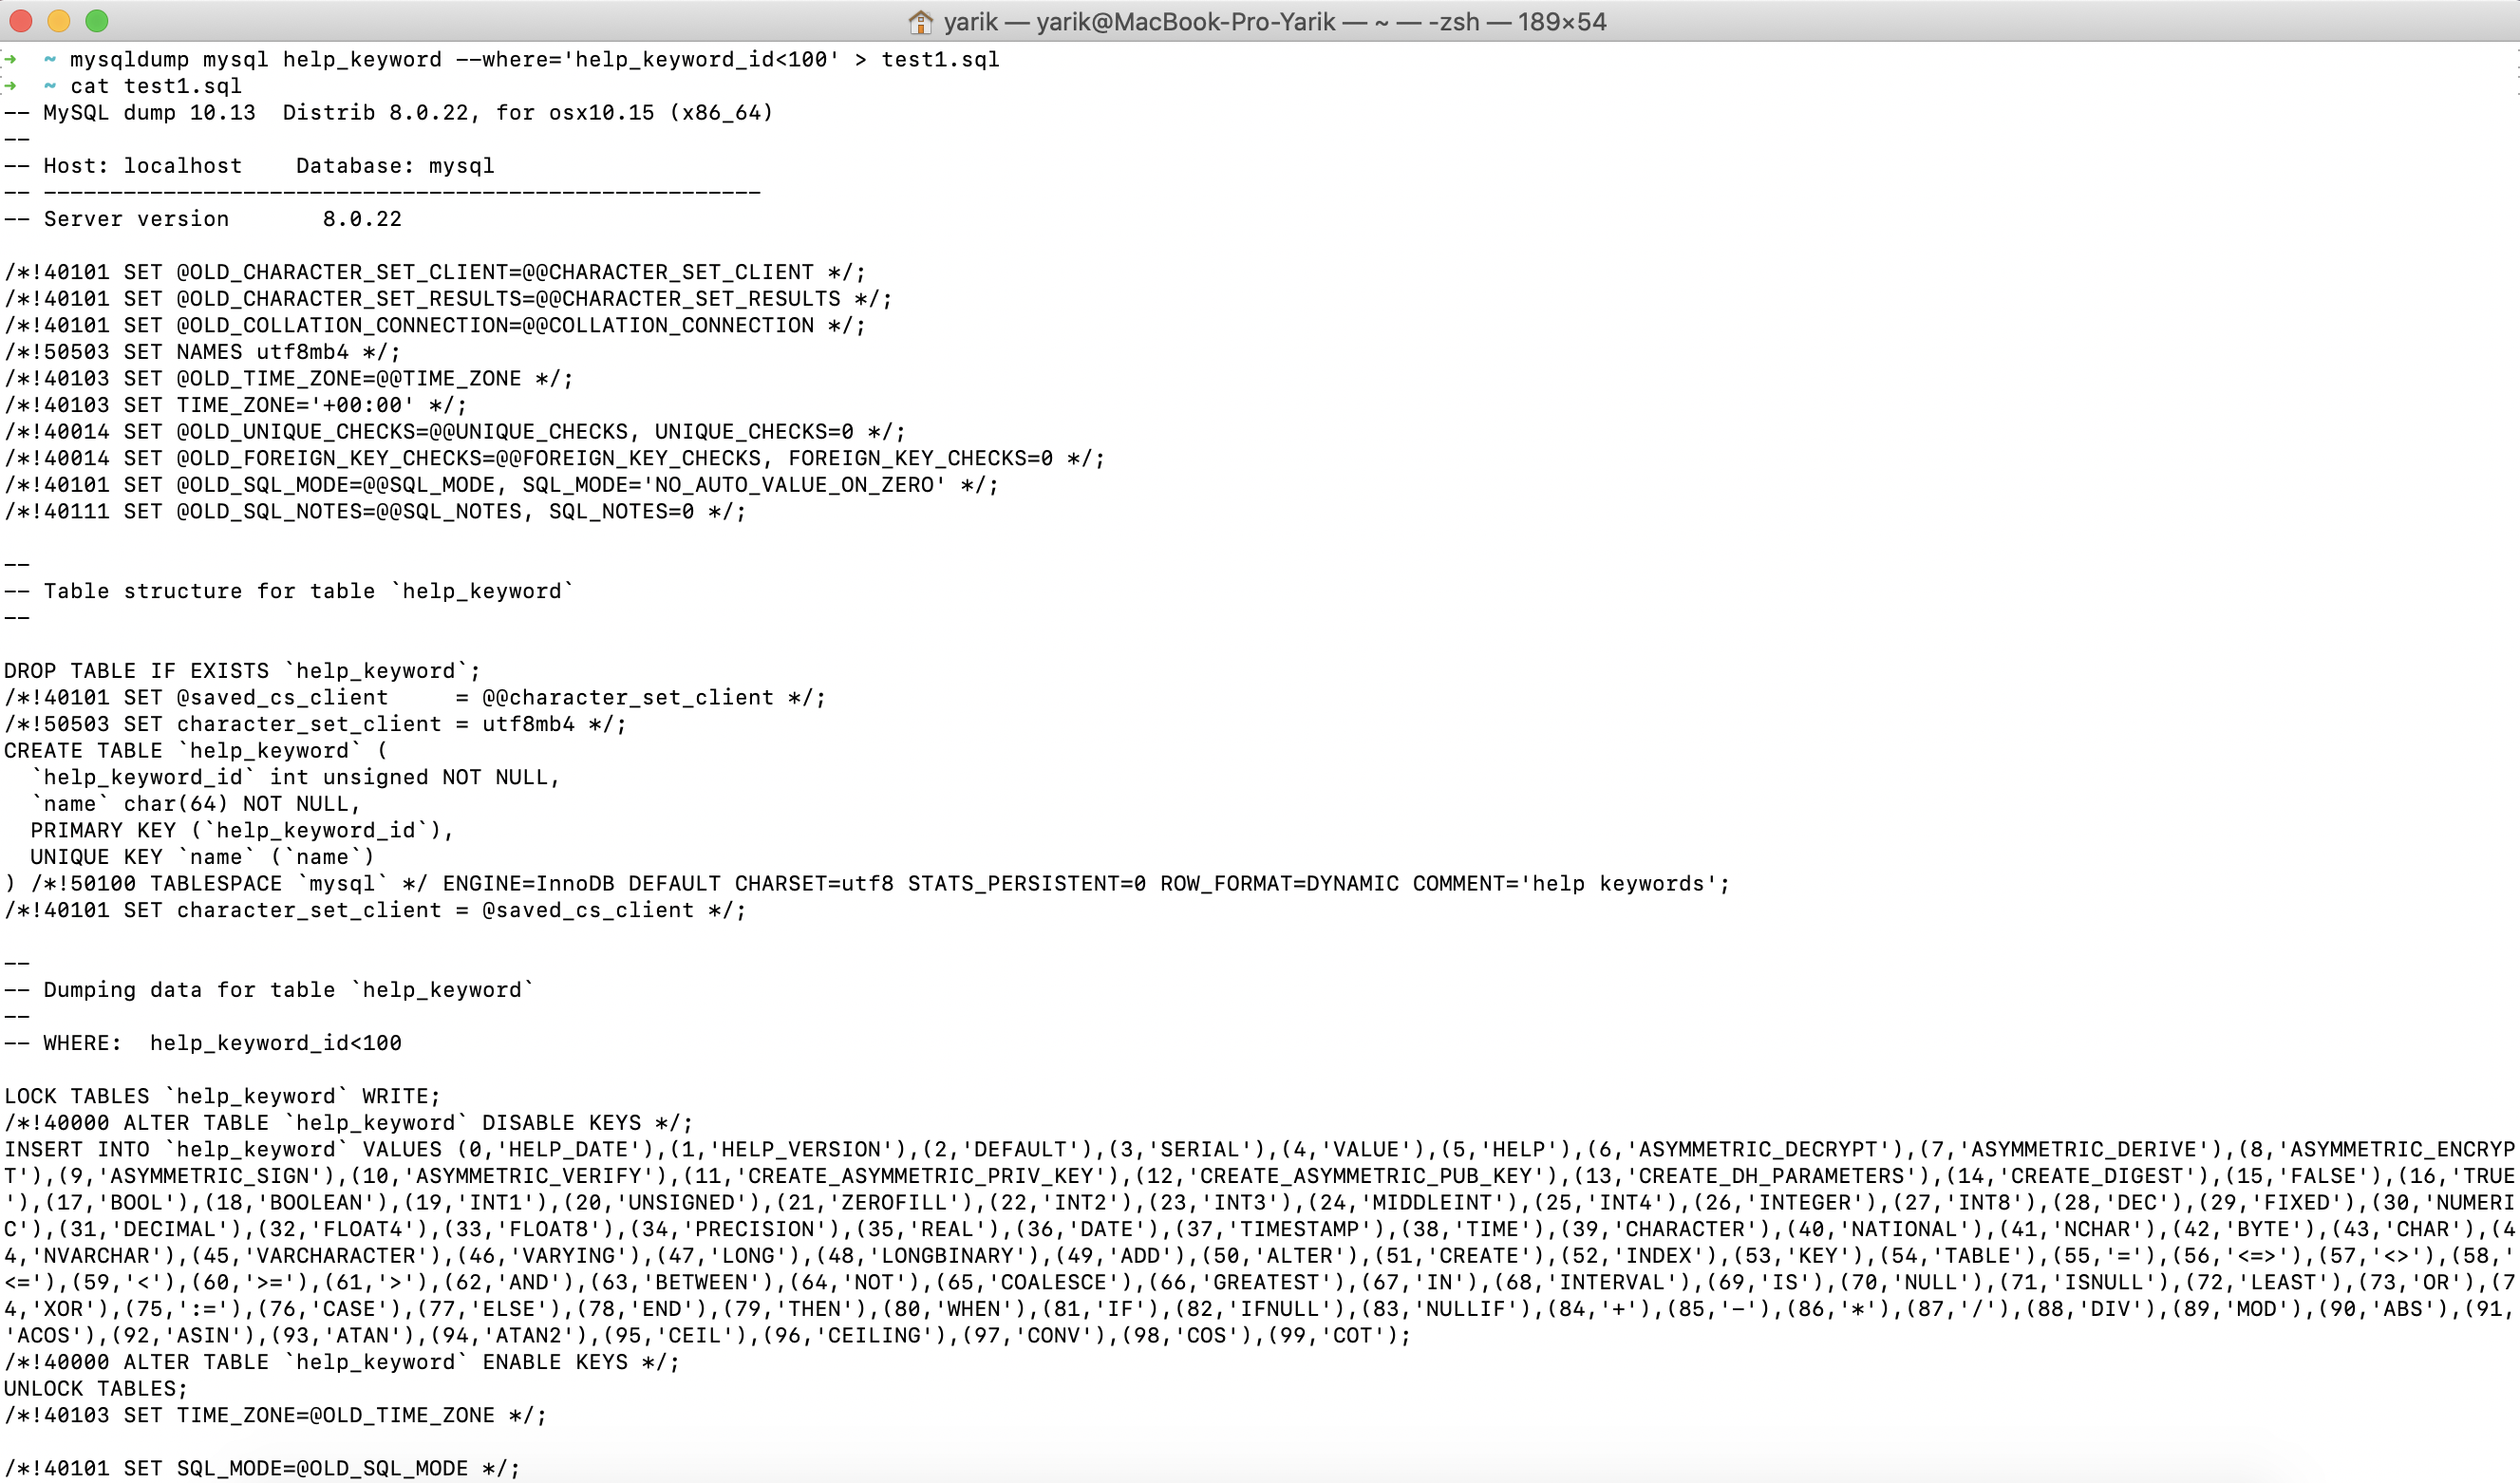 yarik — yarik@MacBook-Pro-Yarik — ~ — -zsh — 189×54
➜  ~ mysqldump mysql help_keyword --where='help_keyword_id<100' > test1.sql
➜  ~ cat test1.sql
-- MySQL dump 10.13  Distrib 8.0.22, for osx10.15 (x86_64)
--
-- Host: localhost    Database: mysql
-- ------------------------------------------------------
-- Server version       8.0.22

/*!40101 SET @OLD_CHARACTER_SET_CLIENT=@@CHARACTER_SET_CLIENT */;
/*!40101 SET @OLD_CHARACTER_SET_RESULTS=@@CHARACTER_SET_RESULTS */;
/*!40101 SET @OLD_COLLATION_CONNECTION=@@COLLATION_CONNECTION */;
/*!50503 SET NAMES utf8mb4 */;
/*!40103 SET @OLD_TIME_ZONE=@@TIME_ZONE */;
/*!40103 SET TIME_ZONE='+00:00' */;
/*!40014 SET @OLD_UNIQUE_CHECKS=@@UNIQUE_CHECKS, UNIQUE_CHECKS=0 */;
/*!40014 SET @OLD_FOREIGN_KEY_CHECKS=@@FOREIGN_KEY_CHECKS, FOREIGN_KEY_CHECKS=0 */;
/*!40101 SET @OLD_SQL_MODE=@@SQL_MODE, SQL_MODE='NO_AUTO_VALUE_ON_ZERO' */;
/*!40111 SET @OLD_SQL_NOTES=@@SQL_NOTES, SQL_NOTES=0 */;

--
-- Table structure for table `help_keyword`
--

DROP TABLE IF EXISTS `help_keyword`;
/*!40101 SET @saved_cs_client     = @@character_set_client */;
/*!50503 SET character_set_client = utf8mb4 */;
CREATE TABLE `help_keyword` (
  `help_keyword_id` int unsigned NOT NULL,
  `name` char(64) NOT NULL,
  PRIMARY KEY (`help_keyword_id`),
  UNIQUE KEY `name` (`name`)
) /*!50100 TABLESPACE `mysql` */ ENGINE=InnoDB DEFAULT CHARSET=utf8 STATS_PERSISTENT=0 ROW_FORMAT=DYNAMIC COMMENT='help keywords';
/*!40101 SET character_set_client = @saved_cs_client */;

--
-- Dumping data for table `help_keyword`
--
-- WHERE:  help_keyword_id<100

LOCK TABLES `help_keyword` WRITE;
/*!40000 ALTER TABLE `help_keyword` DISABLE KEYS */;
INSERT INTO `help_keyword` VALUES (0,'HELP_DATE'),(1,'HELP_VERSION'),(2,'DEFAULT'),(3,'SERIAL'),(4,'VALUE'),(5,'HELP'),(6,'ASYMMETRIC_DECRYPT'),(7,'ASYMMETRIC_DERIVE'),(8,'ASYMMETRIC_ENCRYP
T'),(9,'ASYMMETRIC_SIGN'),(10,'ASYMMETRIC_VERIFY'),(11,'CREATE_ASYMMETRIC_PRIV_KEY'),(12,'CREATE_ASYMMETRIC_PUB_KEY'),(13,'CREATE_DH_PARAMETERS'),(14,'CREATE_DIGEST'),(15,'FALSE'),(16,'TRUE
'),(17,'BOOL'),(18,'BOOLEAN'),(19,'INT1'),(20,'UNSIGNED'),(21,'ZEROFILL'),(22,'INT2'),(23,'INT3'),(24,'MIDDLEINT'),(25,'INT4'),(26,'INTEGER'),(27,'INT8'),(28,'DEC'),(29,'FIXED'),(30,'NUMERI
C'),(31,'DECIMAL'),(32,'FLOAT4'),(33,'FLOAT8'),(34,'PRECISION'),(35,'REAL'),(36,'DATE'),(37,'TIMESTAMP'),(38,'TIME'),(39,'CHARACTER'),(40,'NATIONAL'),(41,'NCHAR'),(42,'BYTE'),(43,'CHAR'),(4
4,'NVARCHAR'),(45,'VARCHARACTER'),(46,'VARYING'),(47,'LONG'),(48,'LONGBINARY'),(49,'ADD'),(50,'ALTER'),(51,'CREATE'),(52,'INDEX'),(53,'KEY'),(54,'TABLE'),(55,'='),(56,'<=>'),(57,'<>'),(58,'
<='),(59,'<'),(60,'>='),(61,'>'),(62,'AND'),(63,'BETWEEN'),(64,'NOT'),(65,'COALESCE'),(66,'GREATEST'),(67,'IN'),(68,'INTERVAL'),(69,'IS'),(70,'NULL'),(71,'ISNULL'),(72,'LEAST'),(73,'OR'),(7
4,'XOR'),(75,':='),(76,'CASE'),(77,'ELSE'),(78,'END'),(79,'THEN'),(80,'WHEN'),(81,'IF'),(82,'IFNULL'),(83,'NULLIF'),(84,'+'),(85,'-'),(86,'*'),(87,'/'),(88,'DIV'),(89,'MOD'),(90,'ABS'),(91,
'ACOS'),(92,'ASIN'),(93,'ATAN'),(94,'ATAN2'),(95,'CEIL'),(96,'CEILING'),(97,'CONV'),(98,'COS'),(99,'COT');
/*!40000 ALTER TABLE `help_keyword` ENABLE KEYS */;
UNLOCK TABLES;
/*!40103 SET TIME_ZONE=@OLD_TIME_ZONE */;

/*!40101 SET SQL_MODE=@OLD_SQL_MODE */;